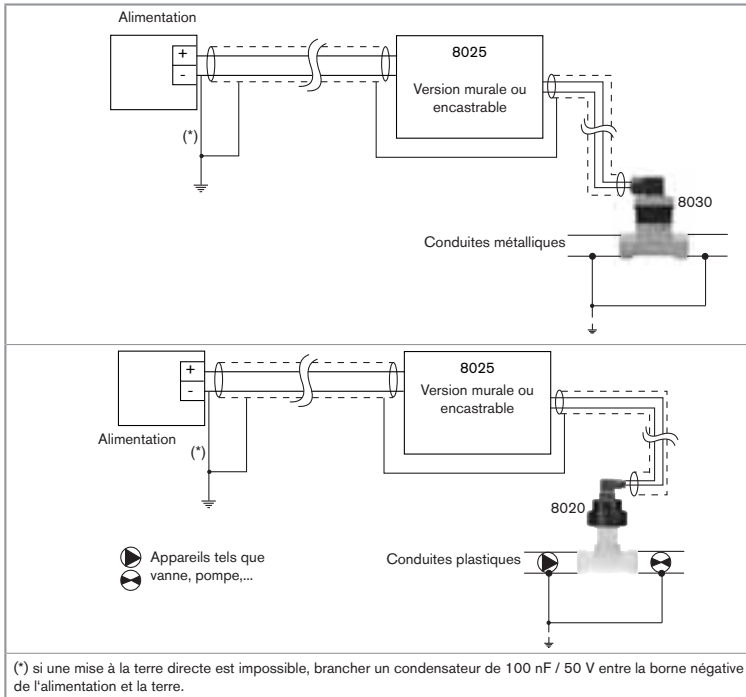 Alimentation
+
-
8025
Version murale ou
encastrable
(*)
8030
Conduites métalliques
+
-
8025
Version murale ou
encastrable
Alimentation
(*)
8020
Appareils tels que
vanne, pompe,...
Conduites plastiques
(*) si une mise à la terre directe est impossible, brancher un condensateur de 100 nF / 50 V entre la borne négative
de l'alimentation et la terre.